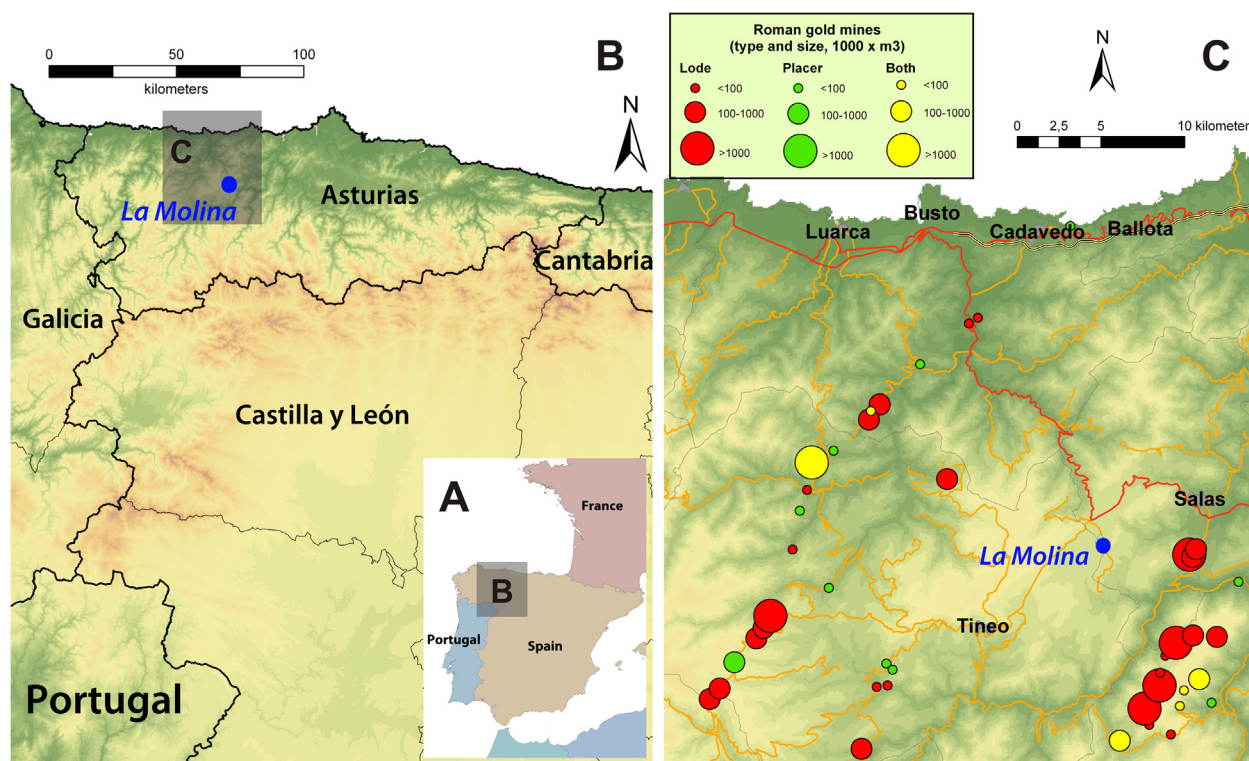 0 50 100
kilometers
B
N
C
La Molina
Asturias
Cantabria
Galicia
Castilla y León
Portugal
A
France
B
Portugal
Spain
Roman gold mines
(type and size, 1000 x m3)
Lode Placer Both
<100 <100 <100
100-1000 100-1000 100-1000
>1000 >1000 >1000
N
C
0 2,5 5 10 kilometer
Busto
Luarca Cadavedo Ballota
Salas
La Molina
Tineo